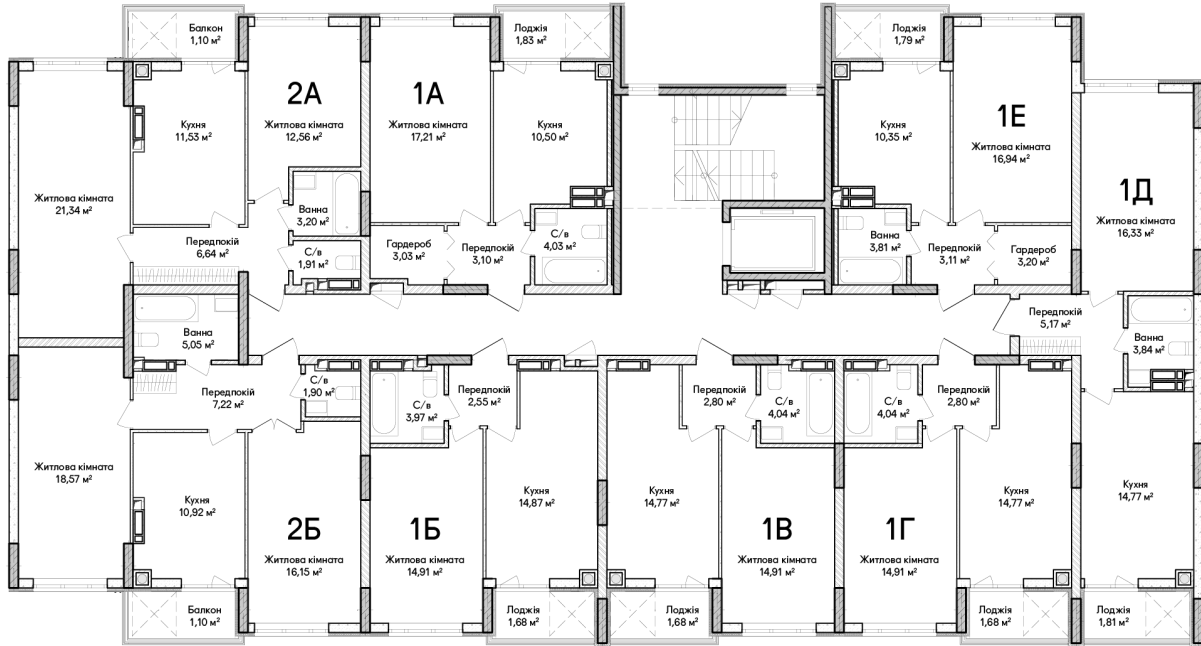 Балкон
1,10 м²
Лоджія
1,83 м²
Лоджія
1,79 м²
2А
1А
1Е
Кухня
11,53 м²
Житлова кімната
12,56 м²
Житлова кімната
17,21 м²
Кухня
10,50 м²
Кухня
10,35 м²
Житлова кімната
16,94 м²
1Д
Житлова кімната
21,34 м²
Житлова кімната
16,33 м²
Ванна
3,20 м²
Передпокій
6,64 м²
С/в
1,91 м²
Гардероб
3,03 м²
Передпокій
3,10 м²
С/в
4,03 м²
Ванна
3,81 м²
Передпокій
3,11 м²
Гардероб
3,20 м²
Ванна
5,05 м²
Передпокій
5,17 м²
Ванна
3,84 м²
Передпокій
7,22 м²
С/в
1,90 м²
С/в
3,97 м²
Передпокій
2,55 м²
Передпокій
2,80 м²
С/в
4,04 м²
С/в
4,04 м²
Передпокій
2,80 м²
Житлова кімната
18,57 м²
Кухня
10,92 м²
2Б
Житлова кімната
16,15 м²
1Б
Житлова кімната
14,91 м²
Кухня
14,87 м²
Кухня
14,77 м²
1В
Житлова кімната
14,91 м²
1Г
Житлова кімната
14,91 м²
Кухня
14,77 м²
Кухня
14,77 м²
Балкон
1,10 м²
Лоджія
1,68 м²
Лоджія
1,68 м²
Лоджія
1,68 м²
Лоджія
1,81 м²